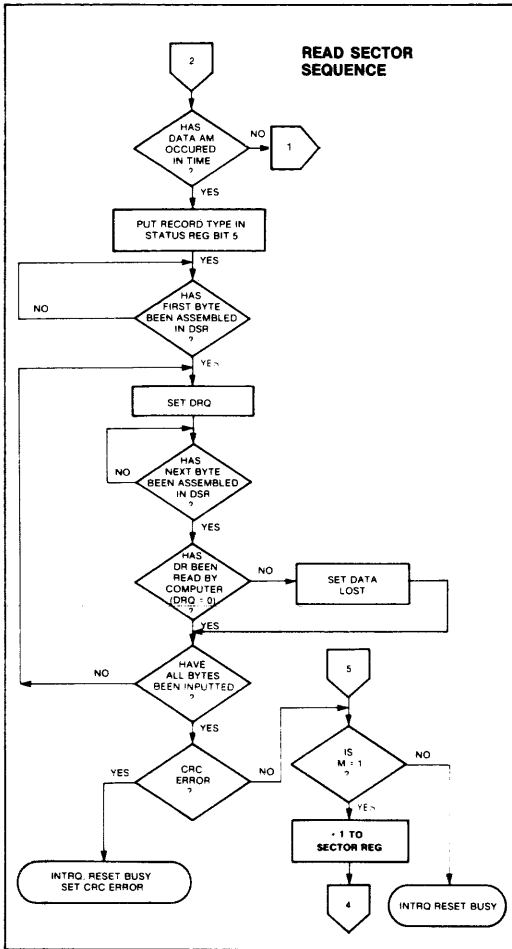 READ SECTOR
SEQUENCE
2
HAS
DATA AM
OCCURED
IN TIME
?
NO
1
YES
PUT RECORD TYPE IN
STATUS REG BIT 5
YES
HAS
FIRST BYTE
BEEN ASSEMBLED
IN DSR
?
NO
YES
SET DRQ
HAS
NEXT BYTE
BEEN ASSEMBLED
IN DSR
?
NO
YES
HAS
DR BEEN
READ BY
COMPUTER
(DRQ = 0)
?
NO
SET DATA
LOST
YES
HAVE
ALL BYTES
BEEN INPUTTED
?
NO
YES
5
CRC
ERROR
?
YES
NO
IS
M = 1
?
NO
YES
INTRQ, RESET BUSY
SET CRC ERROR
+ 1 TO
SECTOR REG
4
INTRQ RESET BUSY